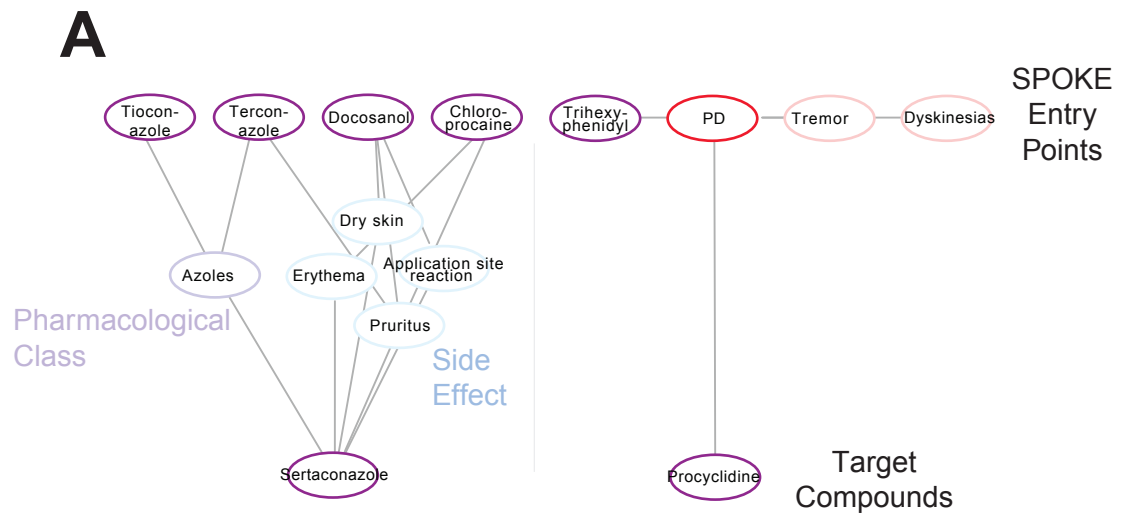 A
Tiocon-
azole
Tercon-
azole
Docosanol
Chloro-
procaine
Trihexy-
phenidyl
PD
Tremor
Dyskinesias
SPOKE
Entry
Points
Dry skin
Azoles
Erythema
Application site
reaction
Pharmacological
Class
Pruritus
Side
Effect
Sertaconazole
Procyclidine
Target
Compounds